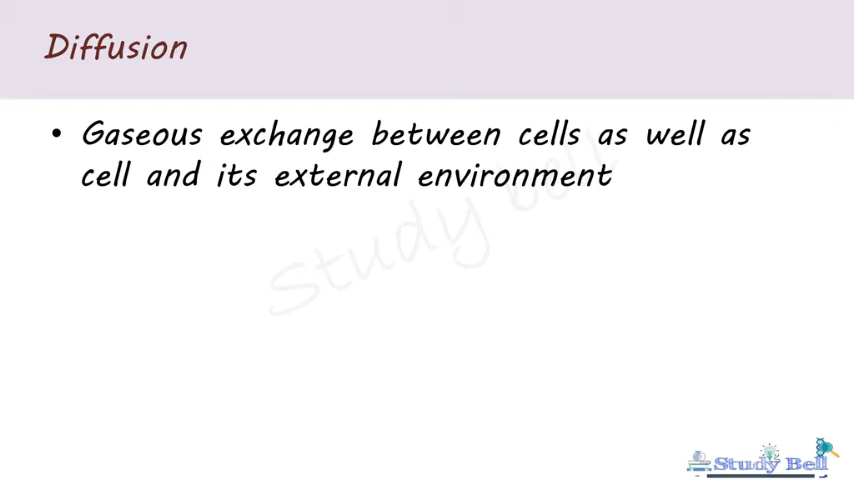 Diffusion
• Gaseous exchange between cells as well as
cell and its external environment
Study bell
Study Bell